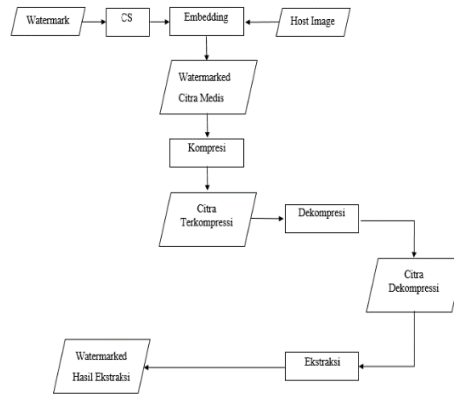 Watermark
CS
Embedding
Host Image
Watermarked
Citra Medis
Kompresi
Citra
Terkompressi
Dekompresi
Citra
Dekompressi
Ekstraksi
Watermarked
Hasil Ekstraksi